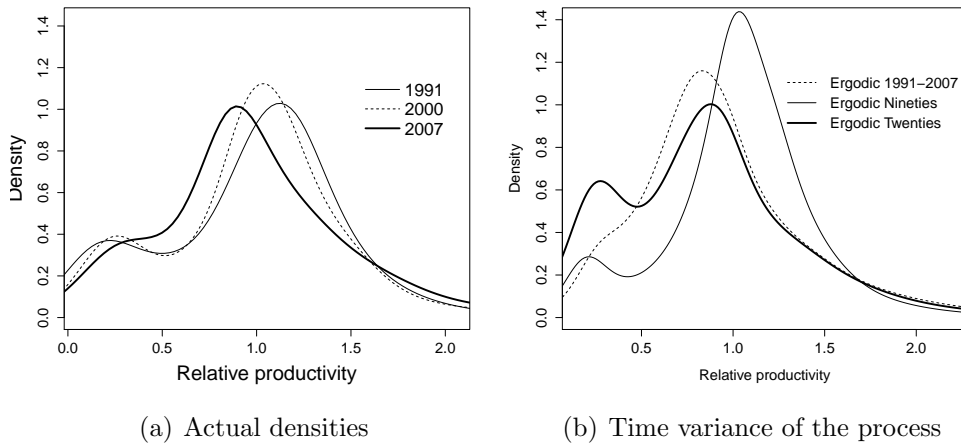 1.4
1.2
1.0
0.8
0.6
0.4
0.2
0.0
Density
1991
2000
2007
0.0 0.5 1.0 1.5 2.0
Relative productivity
(a) Actual densities
1.4
1.2
1.0
0.8
0.6
0.4
0.2
0.0
Density
Ergodic 1991−2007
Ergodic Nineties
Ergodic Twenties
0.5 1.0 1.5 2.0
Relative productivity
(b) Time variance of the process